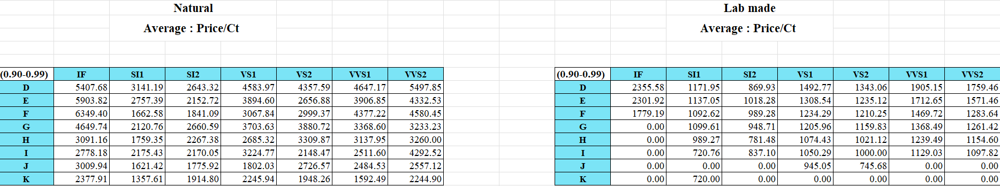 Natural Lab made
Average : Price/Ct Average : Price/Ct
(0.90-0.99) IF SI1 SI2 VS1 VS2 VVS1 VVS2 (0.90-0.99) IF SI1 SI2 VS1 VS2 VVS1 VVS2
D 5407.68 3141.19 2643.32 4583.97 4357.59 4647.17 5497.85 D 2355.58 1171.95 869.93 1492.77 1343.06 1905.15 1759.46
E 5903.82 2757.39 2152.72 3894.60 2656.88 3906.85 4332.53 E 2301.92 1137.05 1018.28 1308.54 1235.12 1712.65 1571.46
F 6349.40 1662.58 1841.09 3067.84 2999.37 4377.22 4580.45 F 1779.19 1092.62 989.28 1234.29 1210.25 1469.72 1283.64
G 4649.74 2120.76 2660.59 3703.63 3880.72 3368.60 3233.23 G 0.00 1099.61 948.71 1205.96 1159.83 1368.49 1261.42
H 3091.16 1759.35 2267.38 2685.32 3309.87 3137.95 3260.00 H 0.00 989.27 781.48 1074.43 1021.12 1239.49 1154.60
I 2778.18 2175.43 2170.05 3224.77 2148.47 2511.60 4292.52 I 0.00 720.76 837.10 1050.29 1000.00 1129.03 1097.82
J 3009.94 1621.42 1775.92 1802.03 2726.57 2484.53 2557.12 J 0.00 0.00 0.00 945.05 745.68 0.00 0.00
K 2377.91 1357.61 1914.80 2245.94 1948.26 1592.49 2244.90 K 0.00 720.00 0.00 0.00 0.00 0.00 0.00